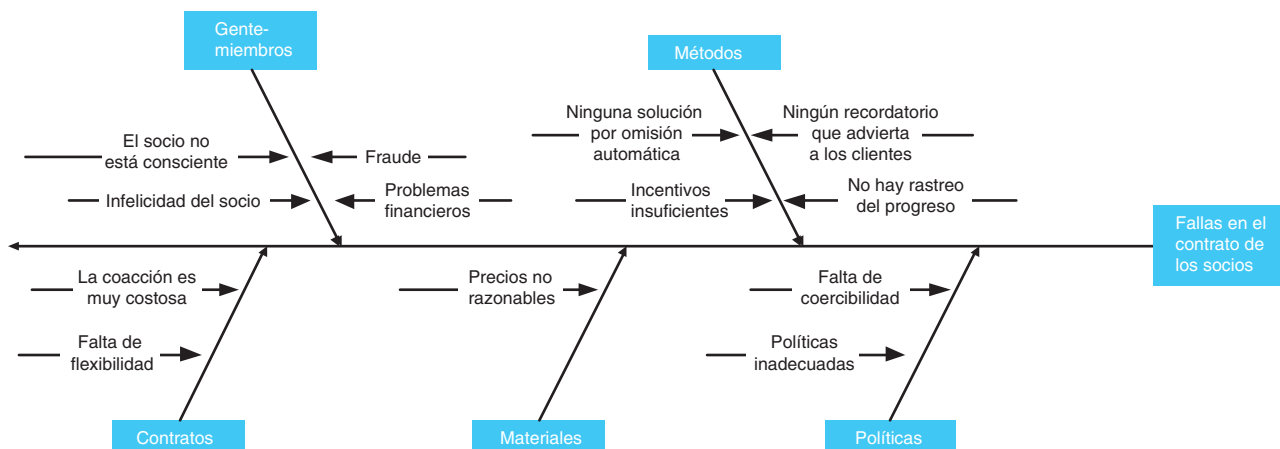 Gente-
miembros
Métodos
El socio no
está consciente
Fraude
Infelicidad del socio
Problemas
financieros
Ninguna solución
por omisión
automática
Ningún recordatorio
que advierta
a los clientes
Incentivos
insuficientes
No hay rastreo
del progreso
Fallas en el
contrato de
los socios
La coacción es
muy costosa
Falta de
flexibilidad
Precios no
razonables
Falta de
coercibilidad
Políticas
inadecuadas
Contratos
Materiales
Políticas